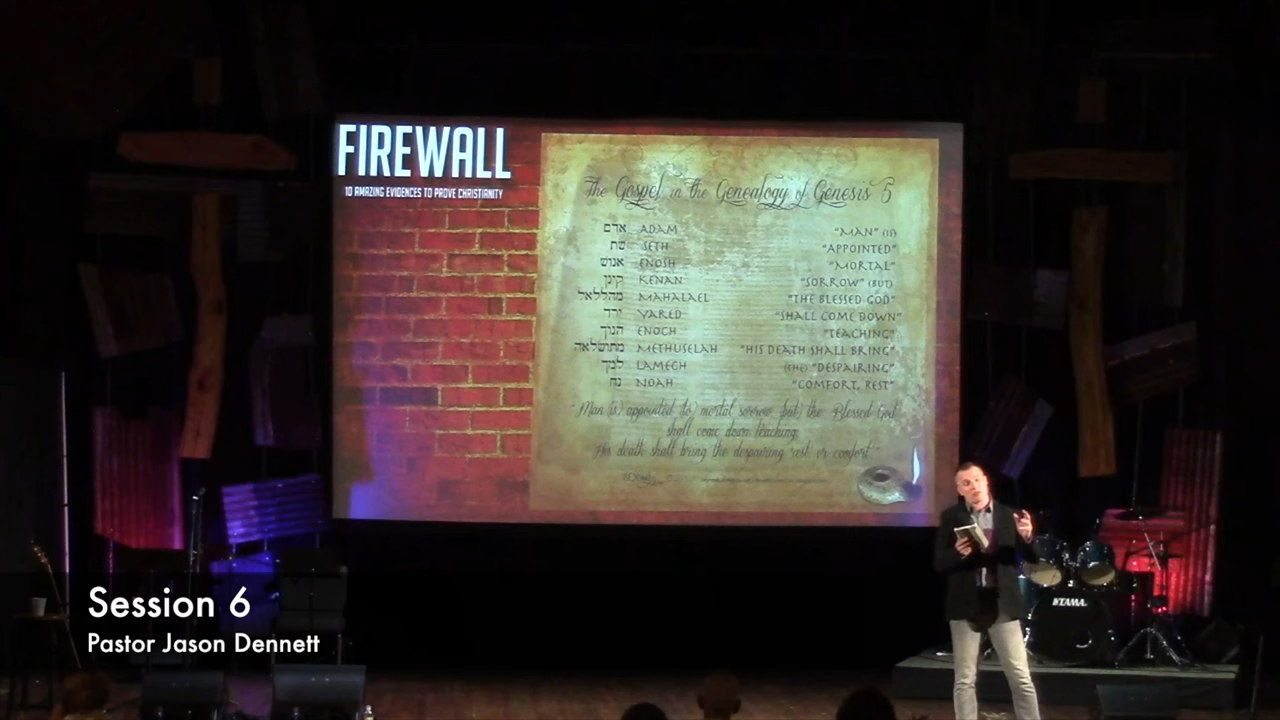 FIREWALL
10 AMAZING EVIDENCES TO PROVE CHRISTIANITY
The Gospel in the Genealogy of Genesis 5
אדם ADAM "MAN" (IS)
שת SETH "APPOINTED"
אנוש ENOSH "MORTAL"
קינן KENAN "SORROW" (BUT)
מהללאל MAHALAEL "THE BLESSED GOD"
ירד YARED "SHALL COME DOWN"
חנוך ENOCH "TEACHING"
מתושלאה METHUSELAH "HIS DEATH SHALL BRING"
למך LAMECH (THE) "DESPAIRING"
נח NOAH "COMFORT, REST"
"Man (is) appointed (to) mortal sorrow, (but) the Blessed God
shall come down teaching
His death shall bring the despairing rest or comfort"
TAMA
Session 6
Pastor Jason Dennett